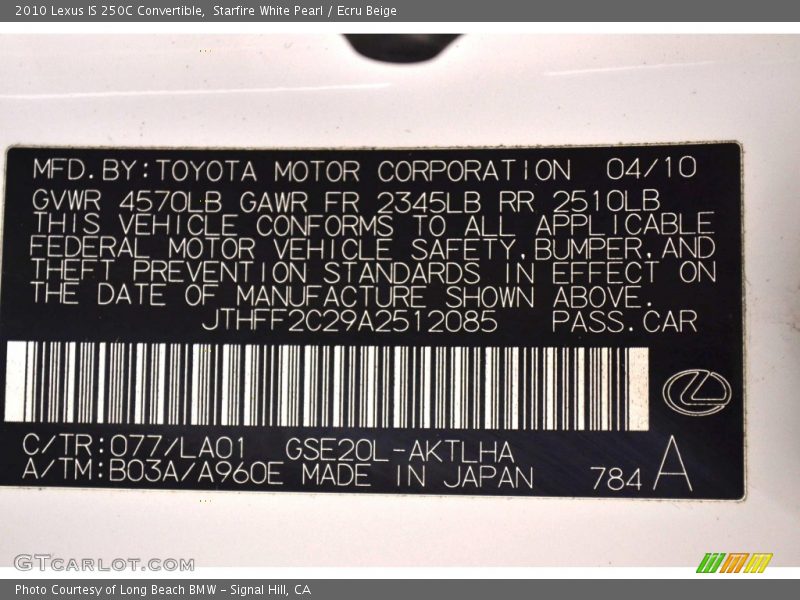 2010 Lexus IS 250C Convertible, Starfire White Pearl / Ecru Beige
MFD.BY:TOYOTA MOTOR CORPORATION 04/10
GVWR 4570LB GAWR FR 2345LB RR 2510LB
THIS VEHICLE CONFORMS TO ALL APPLICABLE
FEDERAL MOTOR VEHICLE SAFETY,BUMPER,AND
THEFT PREVENTION STANDARDS IN EFFECT ON
THE DATE OF MANUFACTURE SHOWN ABOVE.
JTHFF2C29A2512085 PASS.CAR
C/TR:077/LA01 GSE20L-AKTLHA
A/TM:B03A/A960E MADE IN JAPAN 784 A
GTCARLOT.COM
Photo Courtesy of Long Beach BMW - Signal Hill, CA